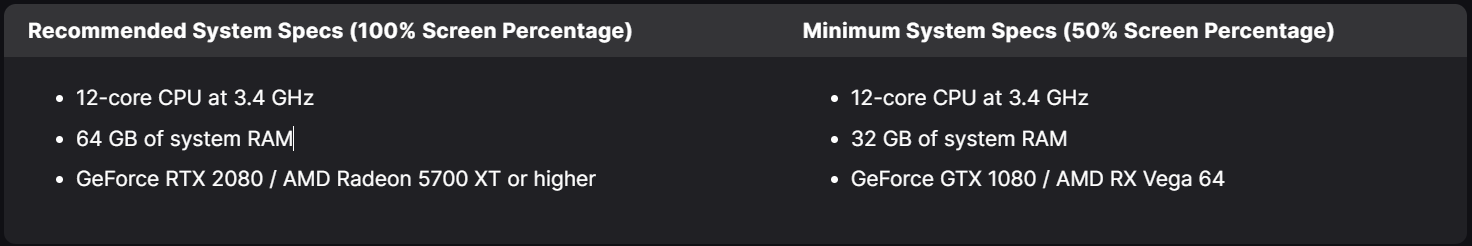 Recommended System Specs (100% Screen Percentage)
Minimum System Specs (50% Screen Percentage)
• 12-core CPU at 3.4 GHz
• 64 GB of system RAM
• GeForce RTX 2080 / AMD Radeon 5700 XT or higher
• 12-core CPU at 3.4 GHz
• 32 GB of system RAM
• GeForce GTX 1080 / AMD RX Vega 64